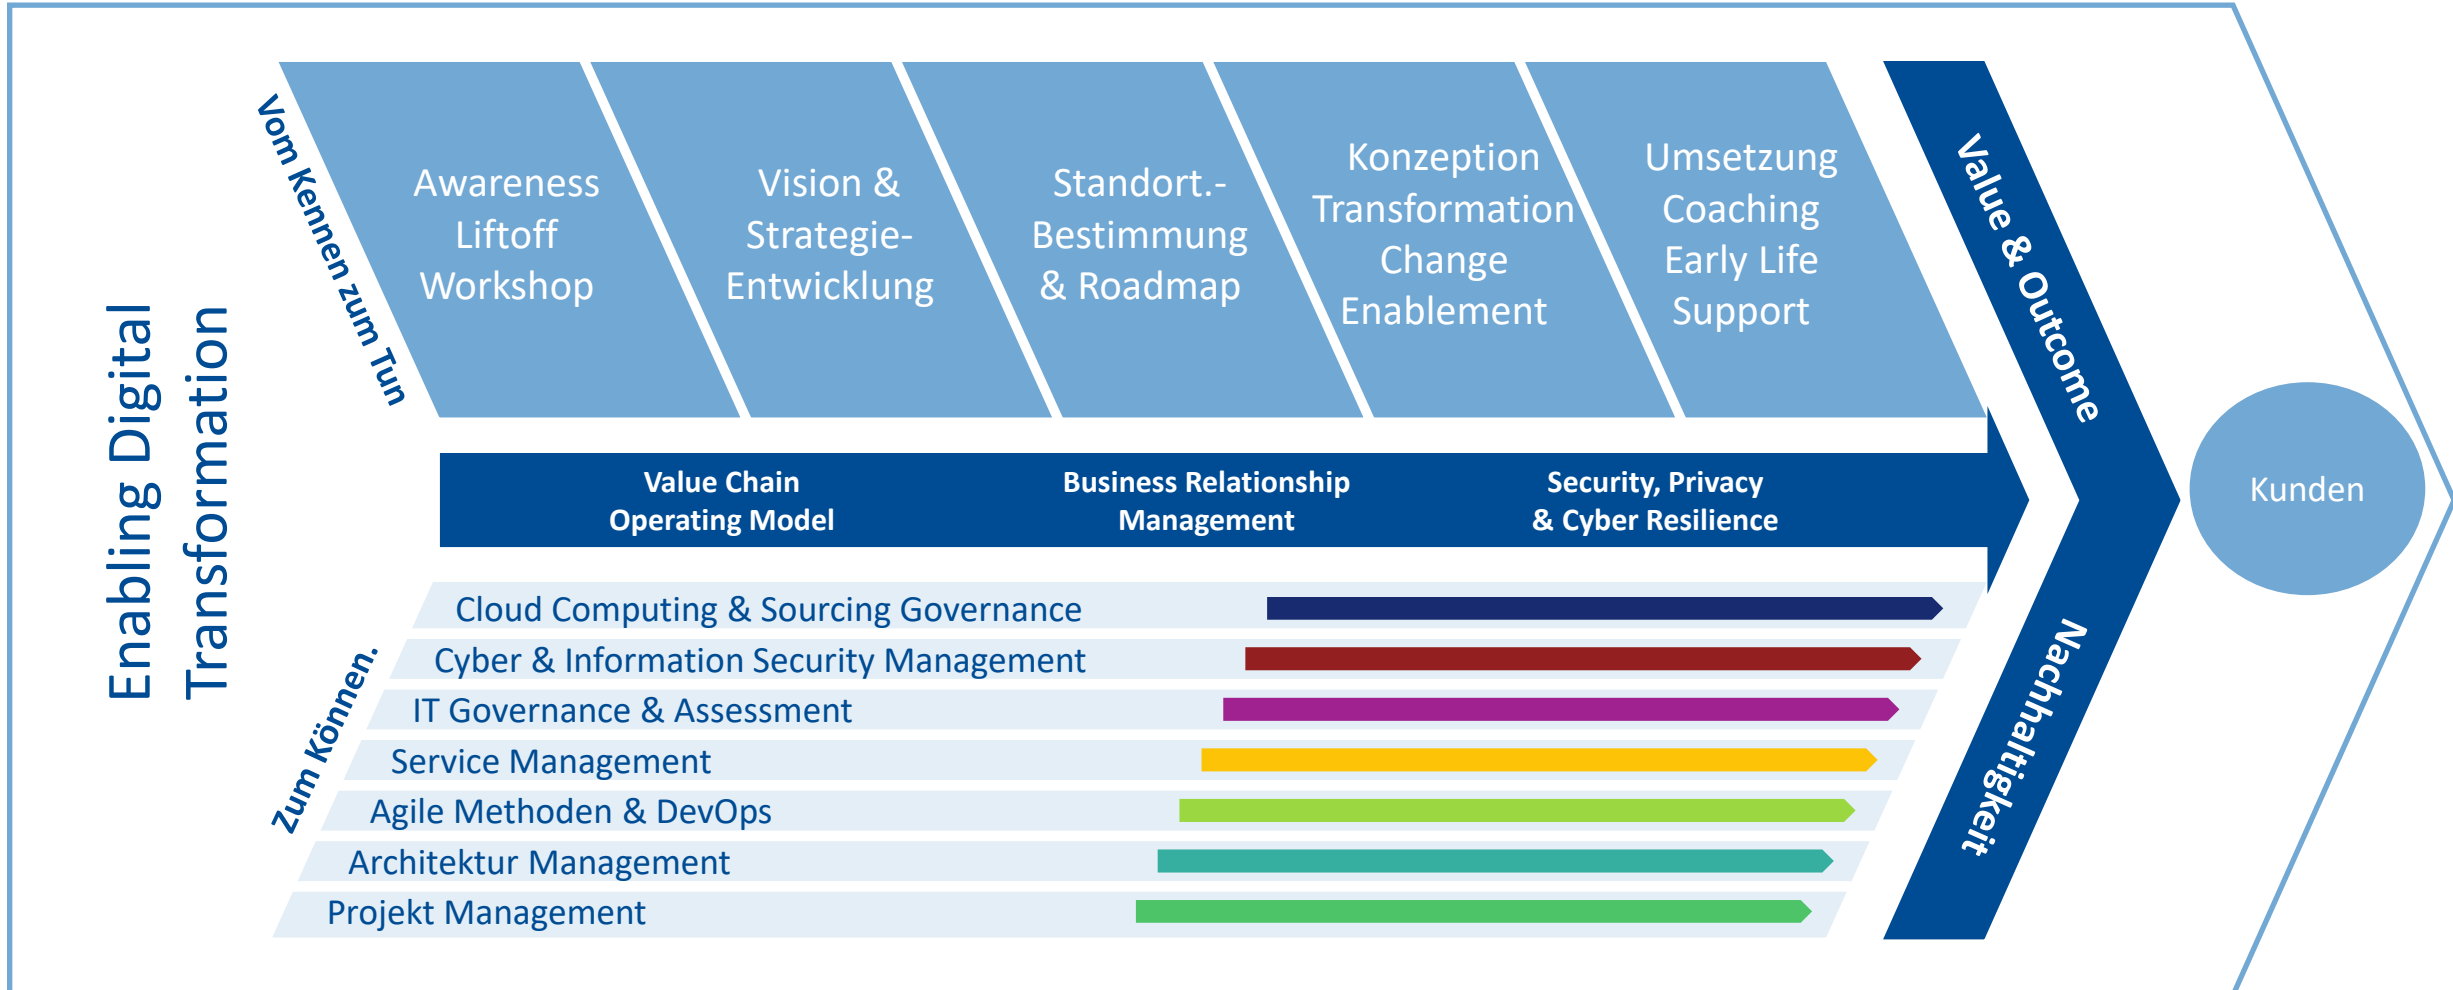 Enabling Digital
Transformation
Vom Kennen zum Tun
Awareness
Liftoff
Workshop
Vision &
Strategie-
Entwicklung
Standort.-
Bestimmung
& Roadmap
Konzeption
Transformation
Change
Enablement
Umsetzung
Coaching
Early Life
Support
Value & Outcome
Value Chain
Operating Model
Business Relationship
Management
Security, Privacy
& Cyber Resilience
Kunden
Zum Können.
Cloud Computing & Sourcing Governance
Cyber & Information Security Management
IT Governance & Assessment
Service Management
Agile Methoden & DevOps
Architektur Management
Projekt Management
Nachhaltigkeit